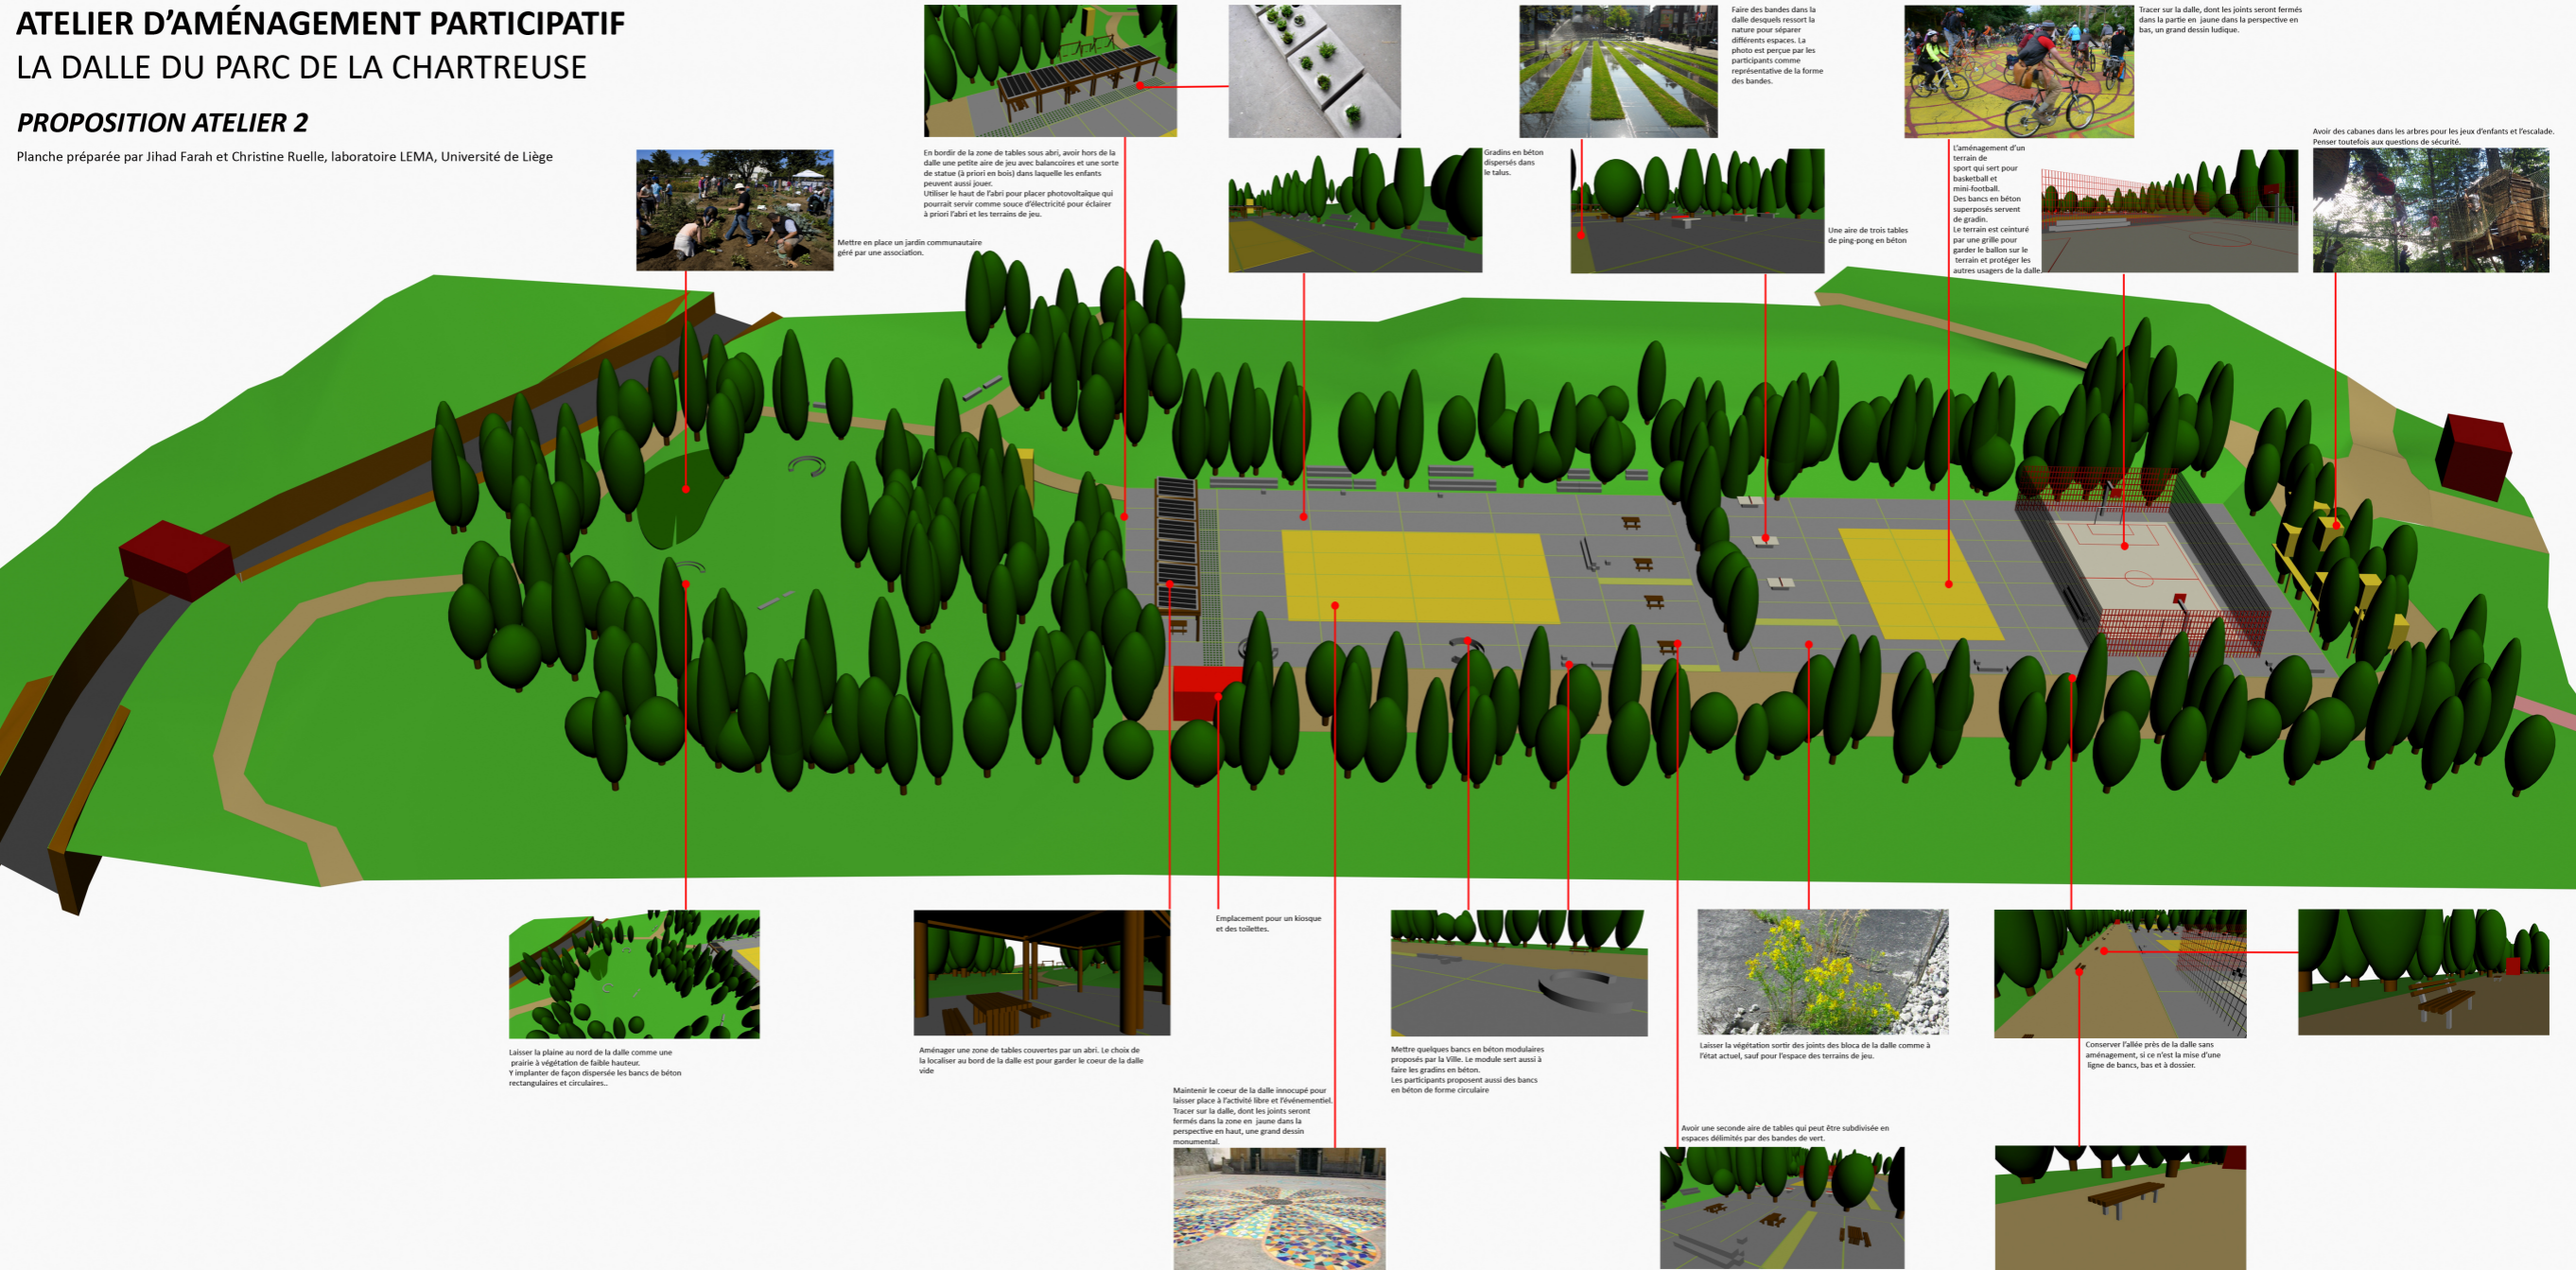 ATELIER D'AMÉNAGEMENT PARTICIPATIF
LA DALLE DU PARC DE LA CHARTREUSE
PROPOSITION ATELIER 2
Planche préparée par Jihad Farah et Christine Ruelle, laboratoire LEMA, Université de Liège
Mettre en place un jardin communautaire
géré par une association.
En bordir de la zone de tables sous abri, avoir hors de la
dalle une petite aire de jeu avec balancoires et une sorte
de statue (à priori en bois) dans laquelle les enfants
peuvent aussi jouer.
Utiliser le haut de l'abri pour placer photovoltaïque qui
pourrait servir comme souce d'électricité pour éclairer
à priori l'abri et les terrains de jeu.
Gradins en béton
dispersés dans
le talus.
Faire des bandes dans la
dalle desquels ressort la
nature pour séparer
différents espaces. La
photo est perçue par les
participants comme
représentative de la forme
des bandes.
Une aire de trois tables
de ping-pong en béton
Tracer sur la dalle, dont les joints seront fermés
dans la partie en jaune dans la perspective en
bas, un grand dessin ludique.
L'aménagement d'un
terrain de
sport qui sert pour
basketball et
mini-football.
Des bancs en béton
superposés servent
de gradin.
Le terrain est ceinturé
par une grille pour
garder le ballon sur le
terrain et protéger les
autres usagers de la dalle.
Avoir des cabanes dans les arbres pour les jeux d'enfants et l'escalade.
Penser toutefois aux questions de sécurité.
Laisser la plaine au nord de la dalle comme une
prairie à végétation de faible hauteur.
Y implanter de façon dispersée les bancs de béton
rectangulaires et circulaires..
Aménager une zone de tables couvertes par un abri. Le choix de
la localiser au bord de la dalle est pour garder le coeur de la dalle
vide
Emplacement pour un kiosque
et des toilettes.
Maintenir le coeur de la dalle innocupé pour
laisser place à l'activité libre et l'événementiel.
Tracer sur la dalle, dont les joints seront
fermés dans la zone en jaune dans la
perspective en haut, une grand dessin
monumental.
Mettre quelques bancs en béton modulaires
proposés par la Ville. Le module sert aussi à
faire les gradins en béton.
Les participants proposent aussi des bancs
en béton de forme circulaire
Laisser la végétation sortir des joints des bloca de la dalle comme à
l'état actuel, sauf pour l'espace des terrains de jeu.
Avoir une seconde aire de tables qui peut être subdivisée en
espaces délimités par des bandes de vert.
Conserver l'allée près de la dalle sans
aménagement, si ce n'est la mise d'une
ligne de bancs, bas et à dossier.